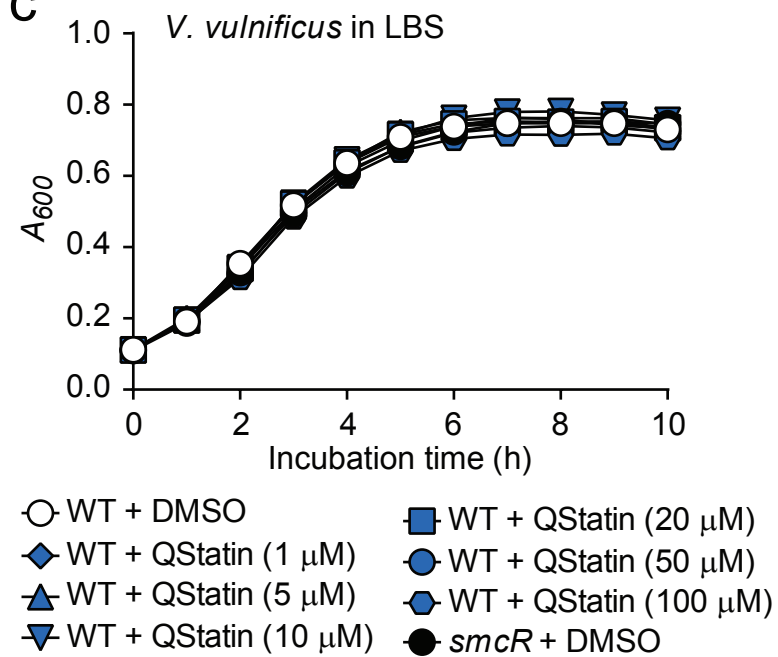 C
V. vulnificus in LBS
1.0
0.8
0.6
0.4
0.2
0.0
A600
0 2 4 6 8 10
Incubation time (h)
WT + DMSO
WT + QStatin (1 μM)
WT + QStatin (5 μM)
WT + QStatin (10 μM)
WT + QStatin (20 μM)
WT + QStatin (50 μM)
WT + QStatin (100 μM)
smcR + DMSO